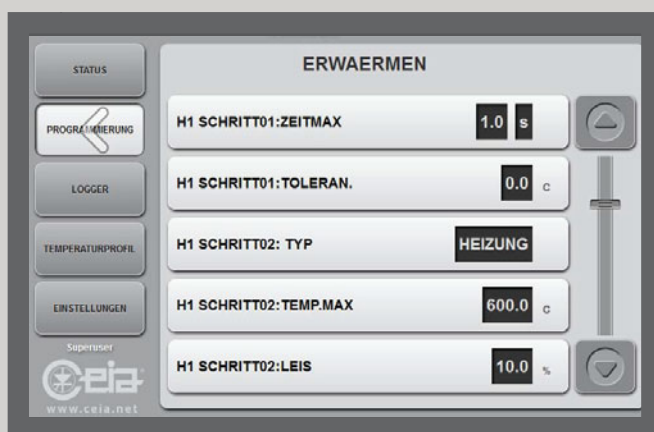 STATUS
PROGRAMMIERUNG
LOGGER
TEMPERATURPROFIL
EINSTELLUNGEN
Superuser
Ceia
www.ceia.net
ERWAERMEN
H1 SCHRITT01:ZEITMAX 1.0 s
H1 SCHRITT01:TOLERAN. 0.0 C
H1 SCHRITT02: TYP HEIZUNG
H1 SCHRITT02:TEMP.MAX 600.0 C
H1 SCHRITT02:LEIS 10.0 %